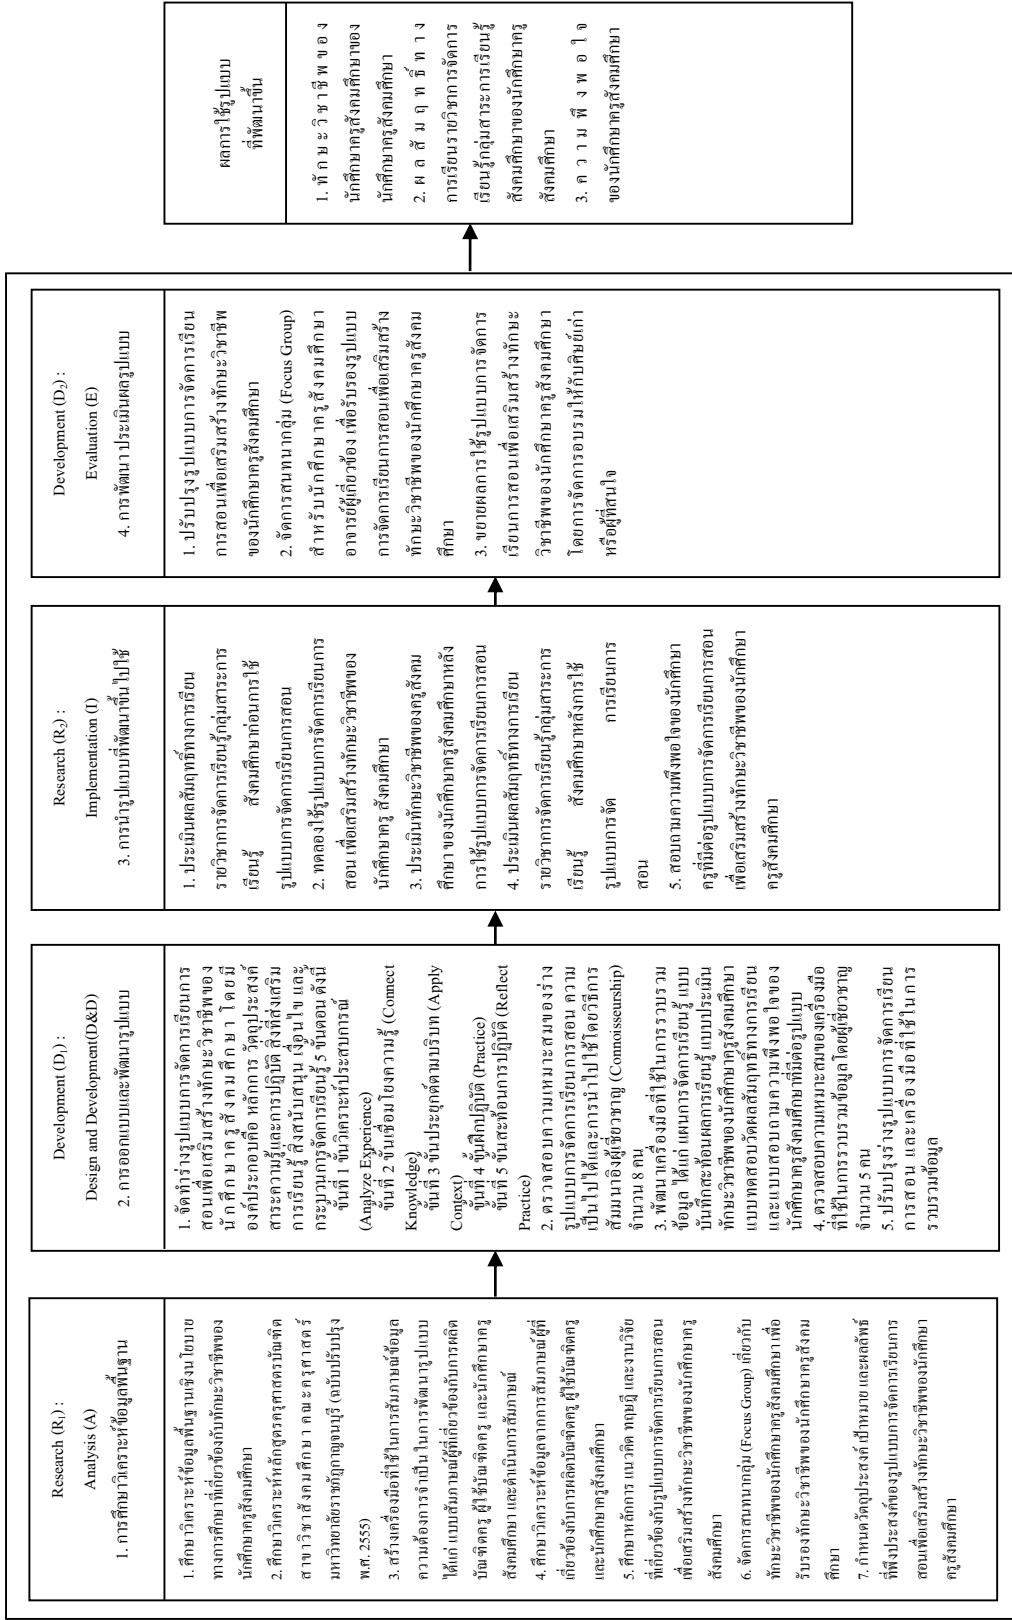 Research (R₁) :
Analysis (A)
1. การศึกษาวิเคราะห์ข้อมูลพื้นฐาน
1. ศึกษาวิเคราะห์ข้อมูลพื้นฐานเชิงนโยบาย
ทางการศึกษาที่เกี่ยวข้องกับทักษะวิชาชีพของ
นักศึกษาครูสังคมศึกษา
2. ศึกษาวิเคราะห์หลักสูตรครุศาสตรบัณฑิต
สาขาวิชาสังคมศึกษา คณะครุศาสตร์
มหาวิทยาลัยราชภัฏกาญจนบุรี (ฉบับปรับปรุง
พ.ศ. 2555)
3. สร้างเครื่องมือที่ใช้ในการสัมภาษณ์ข้อมูล
ความต้องการจำเป็น ในการพัฒนารูปแบบ
ได้แก่ แบบสัมภาษณ์ผู้ที่เกี่ยวข้องกับการผลิต
บัณฑิตครู ผู้ใช้บัณฑิตครู และนักศึกษาครู
สังคมศึกษา และดำเนินการสัมภาษณ์
4. ศึกษาวิเคราะห์ข้อมูลจากการสัมภาษณ์ผู้ที่
เกี่ยวข้องกับการผลิตบัณฑิตครู ผู้ใช้บัณฑิตครู
และนักศึกษาครูสังคมศึกษา
5. ศึกษาหลักการ แนวคิด ทฤษฎี และงานวิจัย
ที่เกี่ยวข้องกับรูปแบบการจัดการเรียนการสอน
เพื่อเสริมสร้างทักษะวิชาชีพของนักศึกษาครู
สังคมศึกษา
6. จัดการสนทนากลุ่ม (Focus Group) เกี่ยวกับ
ทักษะวิชาชีพของนักศึกษาครูสังคมศึกษาเพื่อ
รับรองทักษะวิชาชีพของนักศึกษาครูสังคม
ศึกษา
7. กำหนดวัตถุประสงค์ เป้าหมาย และผลลัพธ์
ที่พึงประสงค์ของรูปแบบการจัดการเรียนการ
สอนเพื่อเสริมสร้างทักษะวิชาชีพของนักศึกษา
ครูสังคมศึกษา
Development (D₁) :
Design and Development(D&D)
2. การออกแบบและพัฒนารูปแบบ
1. จัดทำร่างรูปแบบการจัดการเรียนการ
สอนเพื่อเสริมสร้างทักษะวิชาชีพของ
นักศึกษาครูสังคมศึกษา โดยมี
องค์ประกอบคือ หลักการ วัตถุประสงค์
สาระความรู้และการปฏิบัติ สิ่งที่ส่งเสริม
การเรียนรู้ สิ่งสนับสนุน เงื่อนไข และ
กระบวนการจัดการเรียนรู้ 5 ขั้นตอน ดังนี้
ขั้นที่ 1 ขั้นวิเคราะห์ประสบการณ์
(Analyze Experience)
ขั้นที่ 2 ขั้นเชื่อมโยงความรู้ (Connect
Knowledge)
ขั้นที่ 3 ขั้นประยุกต์ตามบริบท (Apply
Context)
ขั้นที่ 4 ขั้นฝึกปฏิบัติ (Practice)
ขั้นที่ 5 ขั้นสะท้อนการปฏิบัติ (Reflect
Practice)
2. ตรวจสอบความเหมาะสมของร่าง
รูปแบบการจัดการเรียนการสอน ความ
เป็นไปได้และการนำไปใช้โดยวิธีการ
สัมมนาอิงผู้เชี่ยวชาญ (Connoisseurship)
จำนวน 8 คน
3. พัฒนาเครื่องมือที่ใช้ในการรวบรวม
ข้อมูล ได้แก่ แผนการจัดการเรียนรู้ แบบ
บันทึกสะท้อนผลการเรียนรู้ แบบประเมิน
ทักษะวิชาชีพของนักศึกษาครูสังคมศึกษา
แบบทดสอบวัดผลสัมฤทธิ์ทางการเรียน
และแบบสอบถามความพึงพอใจของ
นักศึกษาครูสังคมศึกษาที่มีต่อรูปแบบ
4. ตรวจสอบความเหมาะสมของเครื่องมือ
ที่ใช้ในการรวบรวมข้อมูล โดยผู้เชี่ยวชาญ
จำนวน 5 คน
5. ปรับปรุงร่างรูปแบบการจัดการเรียน
การสอน และเครื่องมือที่ใช้ในการ
รวบรวมข้อมูล
Research (R₂) :
Implementation (I)
3. การนำรูปแบบที่พัฒนาขึ้นไปใช้
1. ประเมินผลสัมฤทธิ์ทางการเรียน
รายวิชาการจัดการเรียนรู้กลุ่มสาระการ
เรียนรู้ สังคมศึกษาก่อนการใช้
รูปแบบการจัดการเรียนการสอน
2. ทดลองใช้รูปแบบการจัดการเรียนการ
สอน เพื่อเสริมสร้างทักษะวิชาชีพของ
นักศึกษาครู สังคมศึกษา
3. ประเมินทักษะวิชาชีพของครูสังคม
ศึกษา ของนักศึกษาครูสังคมศึกษาหลัง
การใช้รูปแบบการจัดการเรียนการสอน
4. ประเมินผลสัมฤทธิ์ทางการเรียน
รายวิชาการจัดการเรียนรู้กลุ่มสาระการ
เรียนรู้ สังคมศึกษาหลังการใช้
รูปแบบการจัด การเรียนการ
สอน
5. สอบถามความพึงพอใจของนักศึกษา
ครูที่มีต่อรูปแบบการจัดการเรียนการสอน
เพื่อเสริมสร้างทักษะวิชาชีพของนักศึกษา
ครูสังคมศึกษา
Development (D₂) :
Evaluation (E)
4. การพัฒนา ประเมินผลรูปแบบ
1. ปรับปรุงรูปแบบการจัดการเรียน
การสอนเพื่อเสริมสร้างทักษะวิชาชีพ
ของนักศึกษาครูสังคมศึกษา
2. จัดการสนทนากลุ่ม (Focus Group)
สำหรับนักศึกษาครูสังคมศึกษา
อาจารย์ผู้เกี่ยวข้อง เพื่อรับรองรูปแบบ
การจัดการเรียนการสอนเพื่อเสริมสร้าง
ทักษะวิชาชีพของนักศึกษาครูสังคม
ศึกษา
3. ขยายผลการใช้รูปแบบการจัดการ
เรียนการสอนเพื่อเสริมสร้างทักษะ
วิชาชีพของนักศึกษาครูสังคมศึกษา
โดยการจัดการอบรมให้กับศิษย์เก่า
หรือผู้ที่สนใจ
ผลการใช้รูปแบบ
ที่พัฒนาขึ้น
1. ทักษะวิชาชีพของ
นักศึกษาครูสังคมศึกษาของ
นักศึกษาครูสังคมศึกษา
2. ผลสัมฤทธิ์ทาง
การเรียนรายวิชาการจัดการ
เรียนรู้กลุ่มสาระการเรียนรู้
สังคมศึกษาของนักศึกษาครู
สังคมศึกษา
3. ความพึงพอใจ
ของนักศึกษาครูสังคมศึกษา